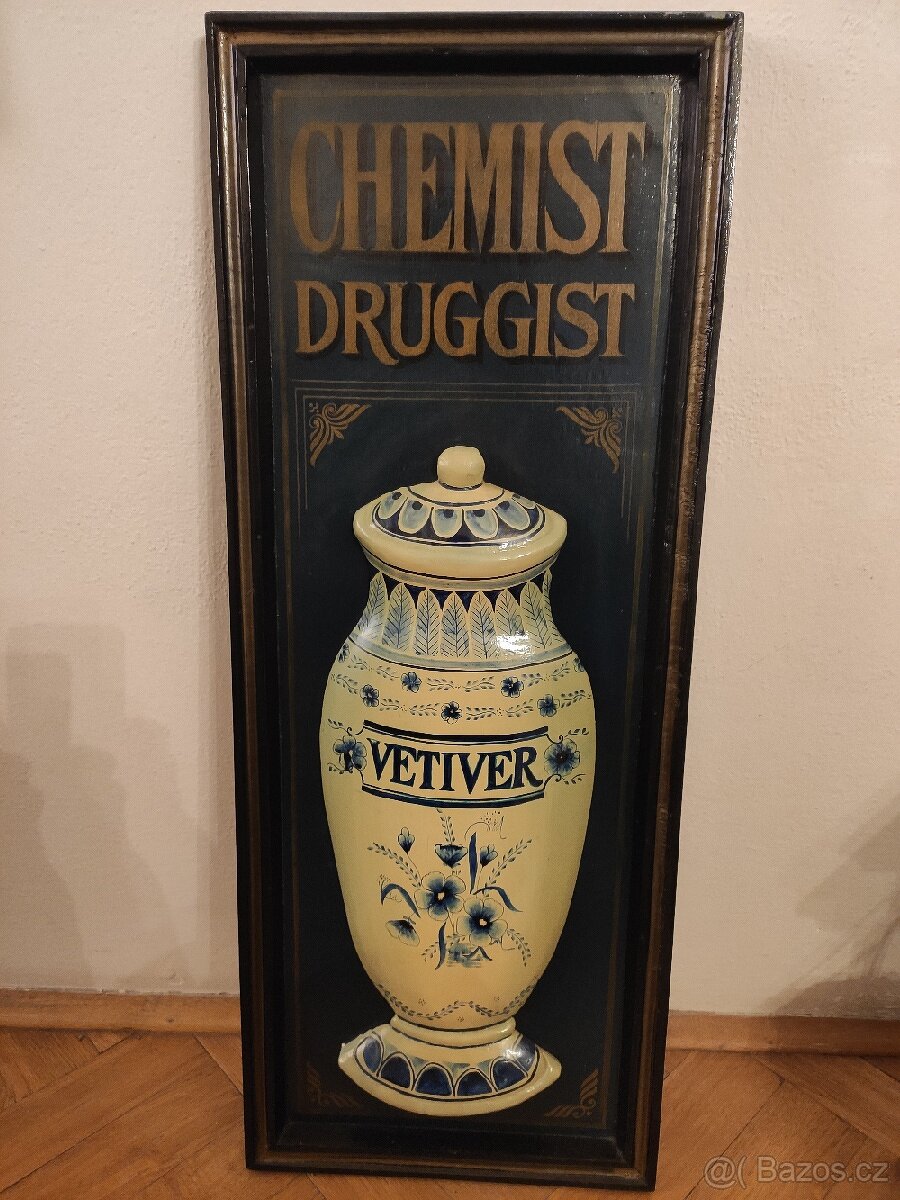 CHEMIST
DRUGGIST
VETIVER
@( Bazos.cz